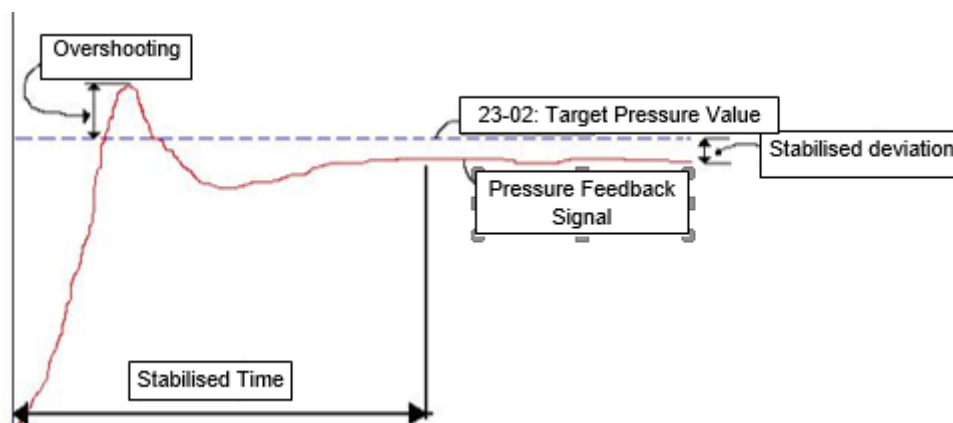 Overshooting
23-02: Target Pressure Value
Stabilised deviation
Pressure Feedback
Signal
Stabilised Time